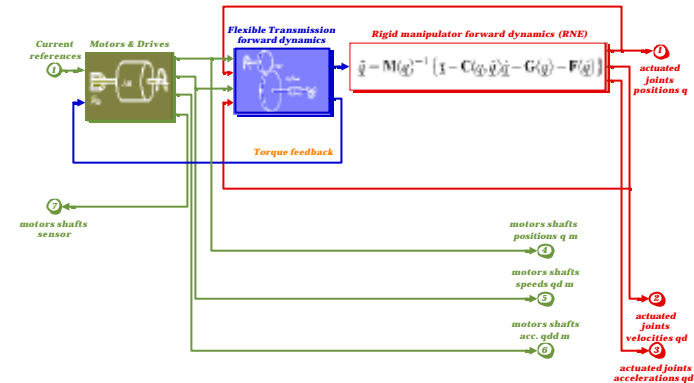 Flexible Transmission
forward dynamics
Rigid manipulator forward dynamics (RNE)
Current
references
Motors & Drives
1
1
actuated
joints
positions q
Torque feedback
7
motors shafts
sensor
motors shafts
positions q m
4
motors shafts
speeds qd m
5
2
actuated
joints
velocities qd
motors shafts
acc. qdd m
6
3
actuated joints
accelerations qd